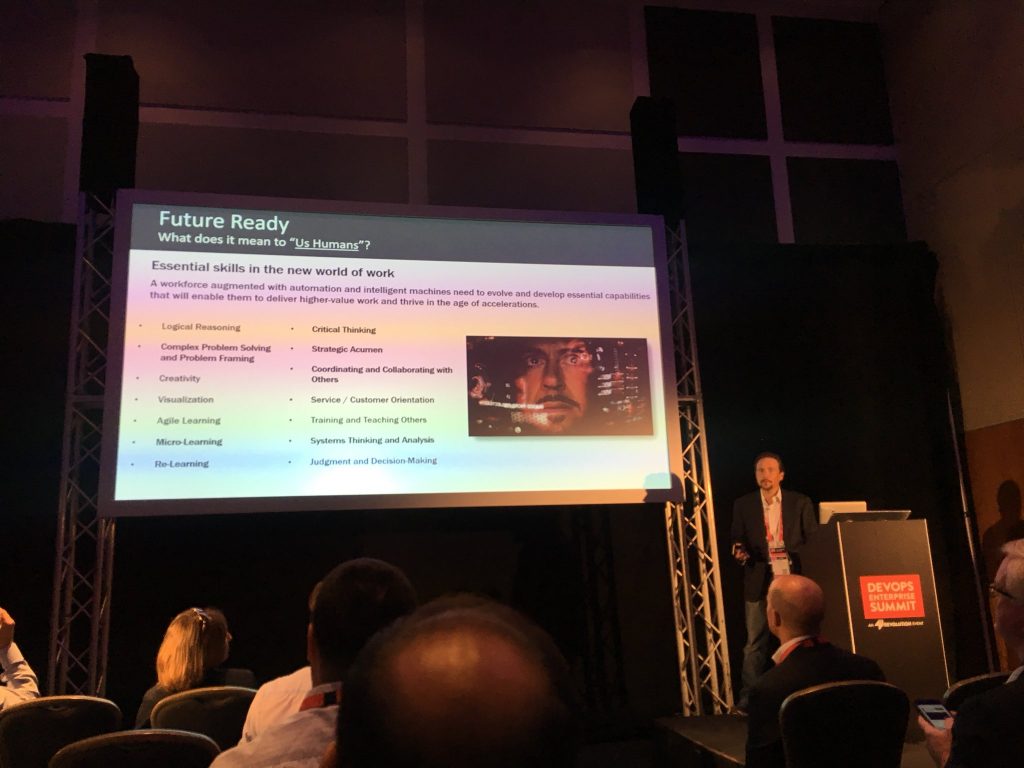 Future Ready
What does it mean to "Us Humans"?
Essential skills in the new world of work
A workforce augmented with automation and intelligent machines need to evolve and develop essential capabilities
that will enable them to deliver higher-value work and thrive in the age of accelerations.
• Logical Reasoning
• Complex Problem Solving
and Problem Framing
• Creativity
• Visualization
• Agile Learning
• Micro-Learning
• Re-Learning
• Critical Thinking
• Strategic Acumen
• Coordinating and Collaborating with
Others
• Service / Customer Orientation
• Training and Teaching Others
• Systems Thinking and Analysis
• Judgment and Decision-Making
DEVOPS
ENTERPRISE
SUMMIT
AN IT REVOLUTION EVENT